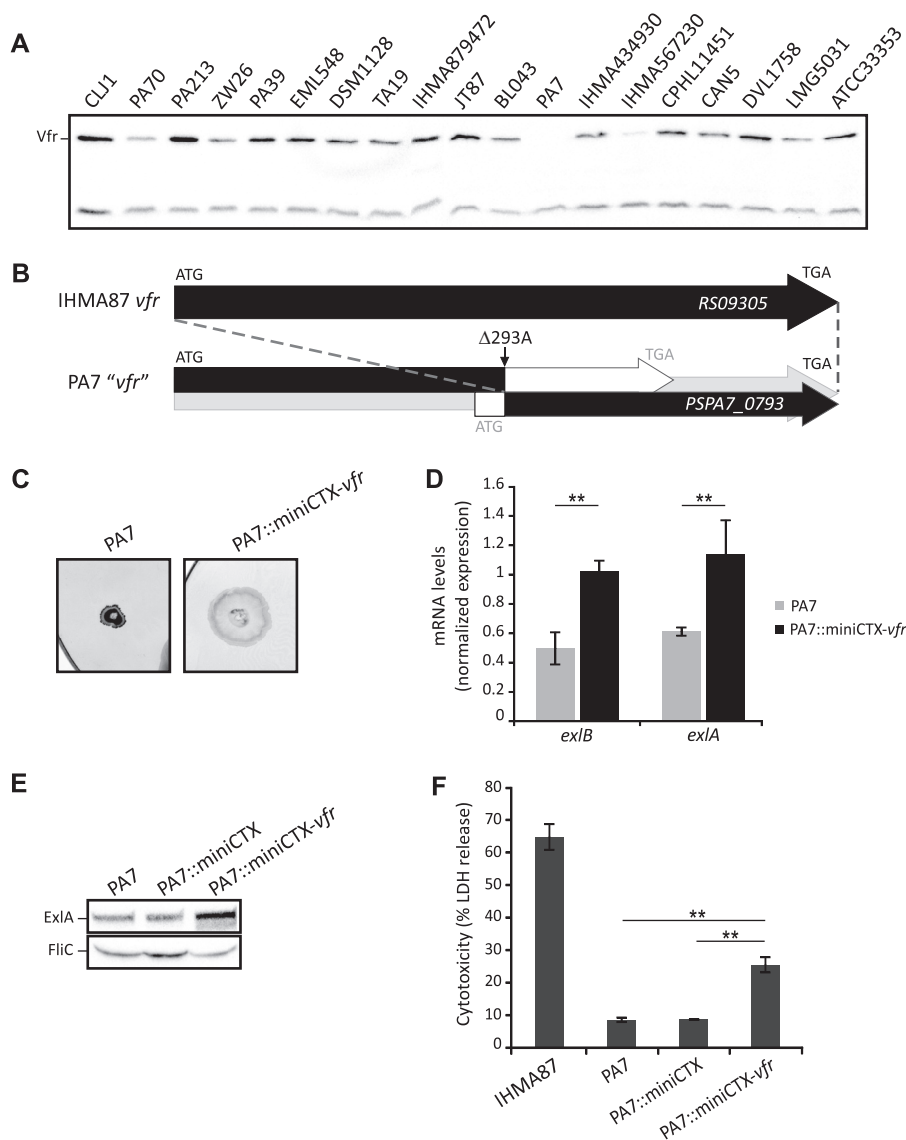 A
CLJ1
PA70
PA213
ZW26
PA39
EML548
DSM1128
TA19
IHMA879472
JT87
BL043
PA7
IHMA434930
IHMA567230
CPHL11451
CAN5
DVL1758
LMG5031
ATCC33353
Vfr
B
IHMA87 vfr
ATG
TGA
RS09305
Δ293A
PA7 “vfr”
ATG
TGA
TGA
PSPA7_0793
ATG
C
PA7
PA7::miniCTX-vfr
D
mRNA levels
(normalized expression)
1.6
1.4
1.2
1
0.8
0.6
0.4
0.2
0
**
**
exlB
exlA
PA7
PA7::miniCTX-vfr
E
PA7
PA7::miniCTX
PA7::miniCTX-vfr
ExlA
FliC
F
Cytotoxicity (% LDH release)
80
70
60
50
40
30
20
10
0
**
**
IHMA87
PA7
PA7::miniCTX
PA7::miniCTX-vfr